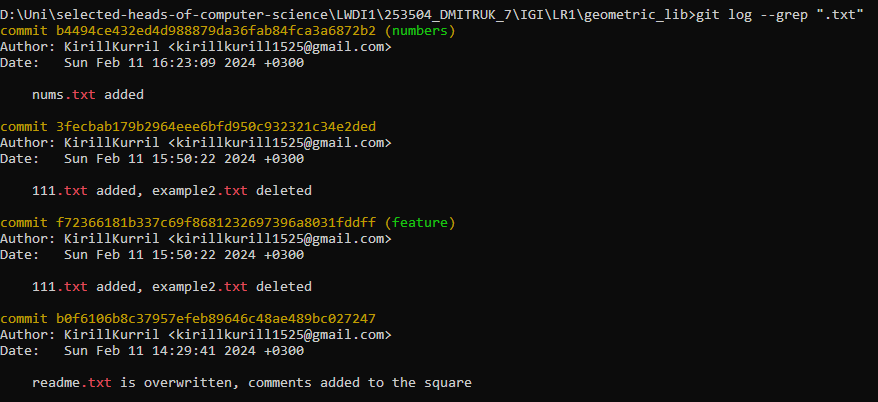 D:\Uni\selected-heads-of-computer-science\LWDI1\253504_DMITRUK_7\IGI\LR1\geometric_lib>git log --grep ".txt"
commit b4494ce432ed4d988879da36fab84fca3a6872b2 (numbers)
Author: KirillKurril <kirillkurill1525@gmail.com>
Date:   Sun Feb 11 16:23:09 2024 +0300
nums.txt added
commit 3fecbab179b2964eee6bfd950c932321c34e2ded
Author: KirillKurril <kirillkurill1525@gmail.com>
Date:   Sun Feb 11 15:50:22 2024 +0300
111.txt added, example2.txt deleted
commit f72366181b337c69f8681232697396a8031fddff (feature)
Author: KirillKurril <kirillkurill1525@gmail.com>
Date:   Sun Feb 11 15:50:22 2024 +0300
111.txt added, example2.txt deleted
commit b0f6106b8c37957efeb89646c48ae489bc027247
Author: KirillKurril <kirillkurill1525@gmail.com>
Date:   Sun Feb 11 14:29:41 2024 +0300
readme.txt is overwritten, comments added to the square